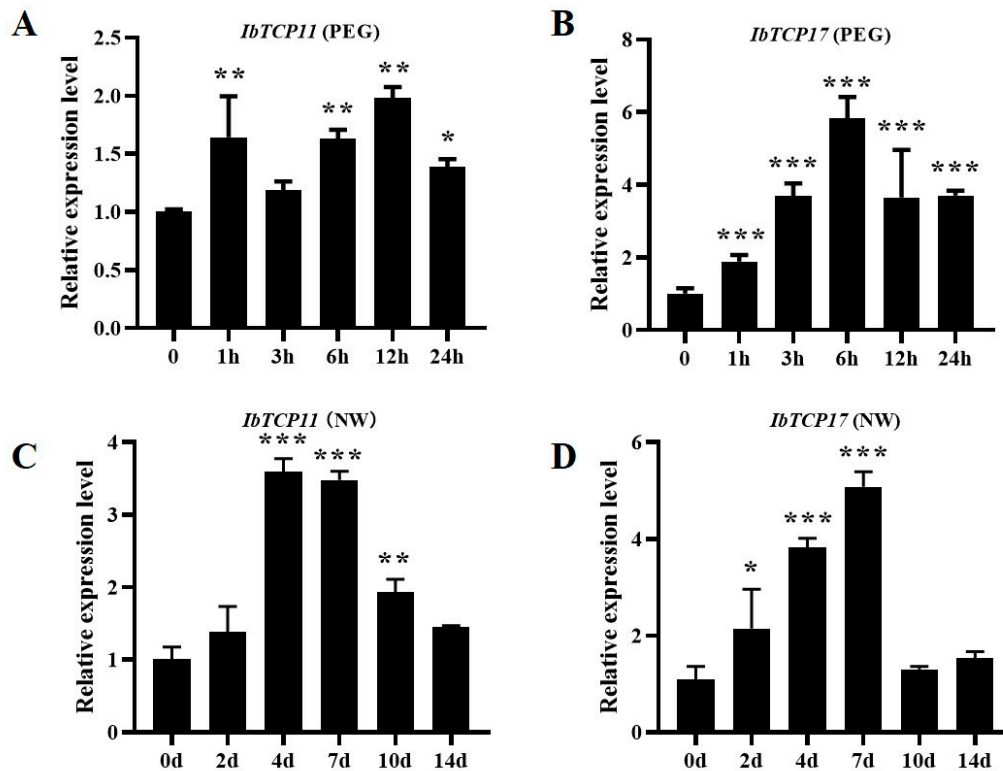 A
IbTCP11 (PEG)
Relative expression level
2.5
2.0
1.5
1.0
0.5
0.0
** ** ** *
0 1h 3h 6h 12h 24h
B
IbTCP17 (PEG)
Relative expression level
8
6
4
2
0
*** *** *** *** ***
0 1h 3h 6h 12h 24h
C
IbTCP11 (NW)
Relative expression level
4
3
2
1
0
*** *** **
0d 2d 4d 7d 10d 14d
D
IbTCP17 (NW)
Relative expression level
6
4
2
0
* *** ***
0d 2d 4d 7d 10d 14d